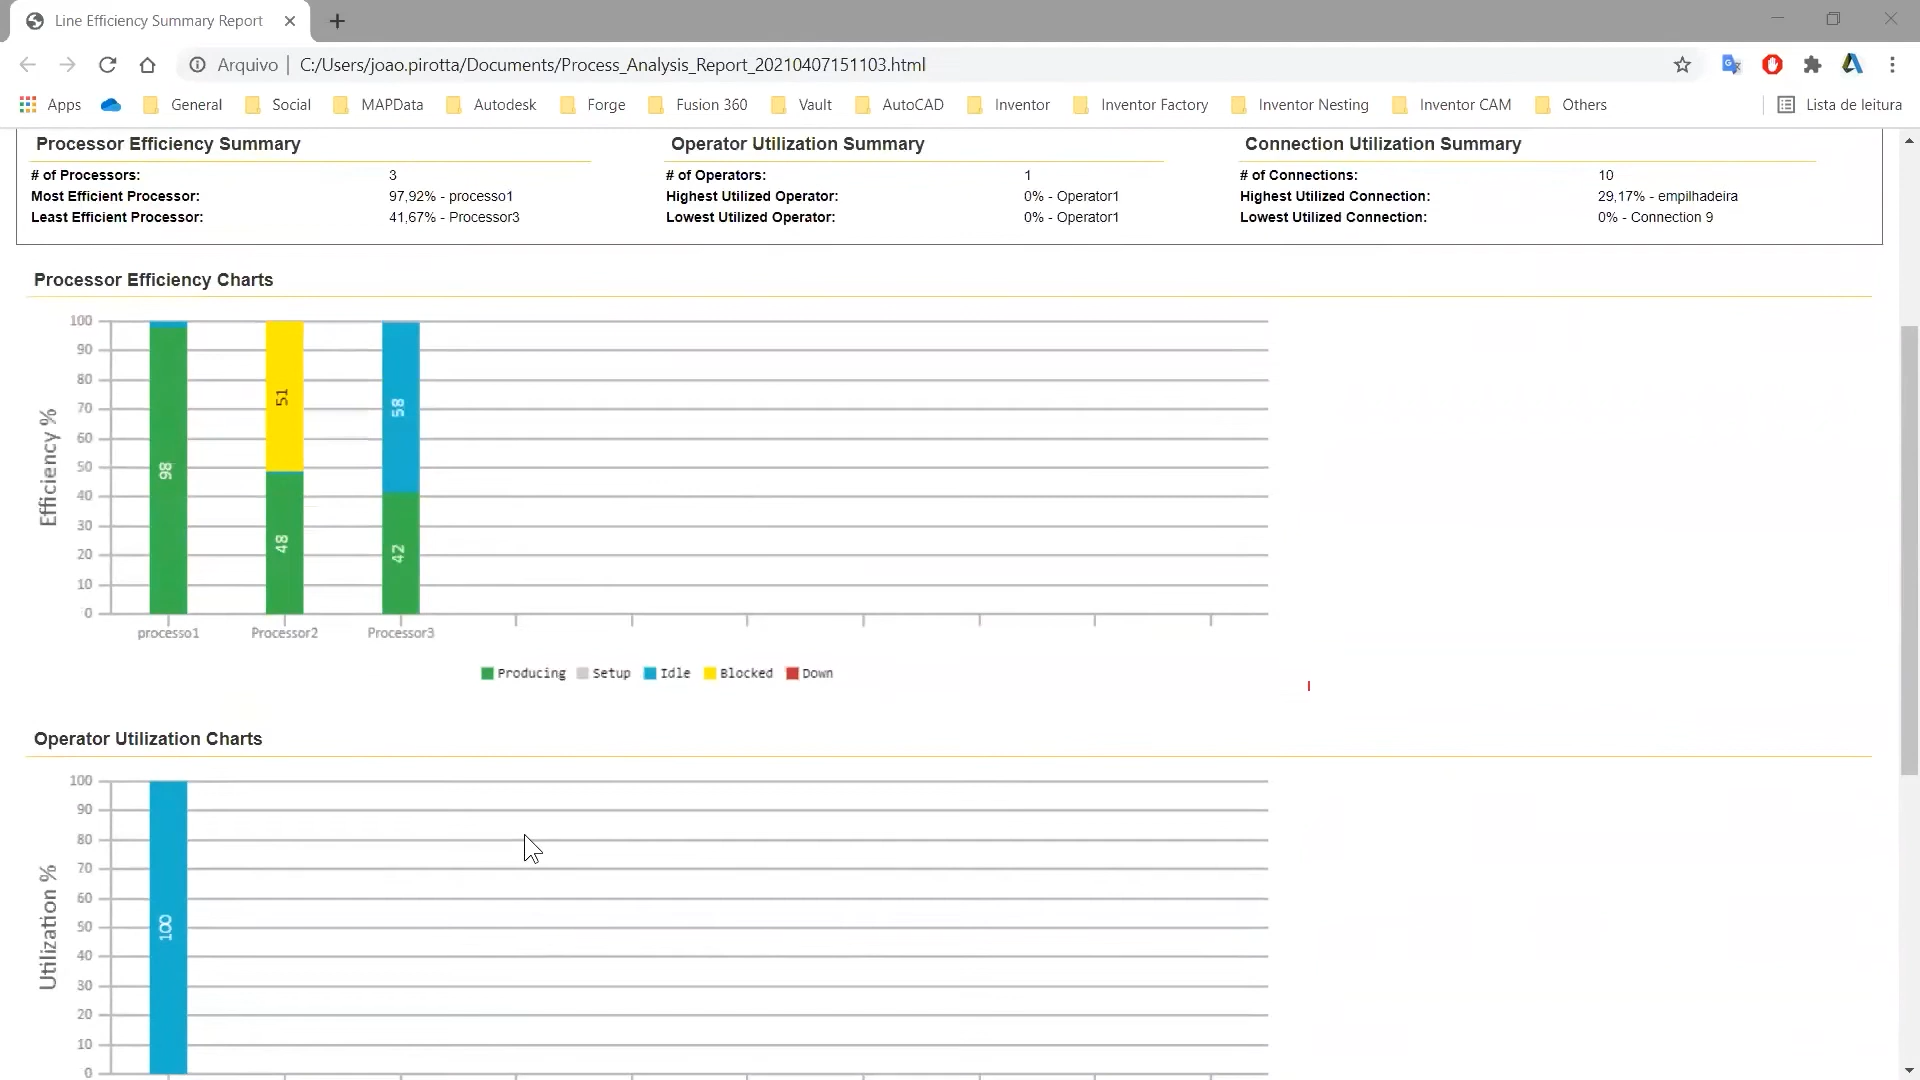 Line Efficiency Summary Report
Arquivo | C:/Users/joao.pirotta/Documents/Process_Analysis_Report_20210407151103.html
Apps General Social MAPData Autodesk Forge Fusion 360 Vault AutoCAD Inventor Inventor Factory Inventor Nesting Inventor CAM Others Lista de leitura
Processor Efficiency Summary
# of Processors: 3
Most Efficient Processor: 97,92% - processo1
Least Efficient Processor: 41,67% - Processor3
Operator Utilization Summary
# of Operators: 1
Highest Utilized Operator: 0% - Operator1
Lowest Utilized Operator: 0% - Operator1
Connection Utilization Summary
# of Connections: 10
Highest Utilized Connection: 29,17% - empilhadeira
Lowest Utilized Connection: 0% - Connection 9
Processor Efficiency Charts
Efficiency %
100
90
80
70
60
50
40
30
20
10
0
98
51
48
58
42
processo1 Processor2 Processor3
Producing Setup Idle Blocked Down
Operator Utilization Charts
Utilization %
100
90
80
70
60
50
40
30
20
10
0
100